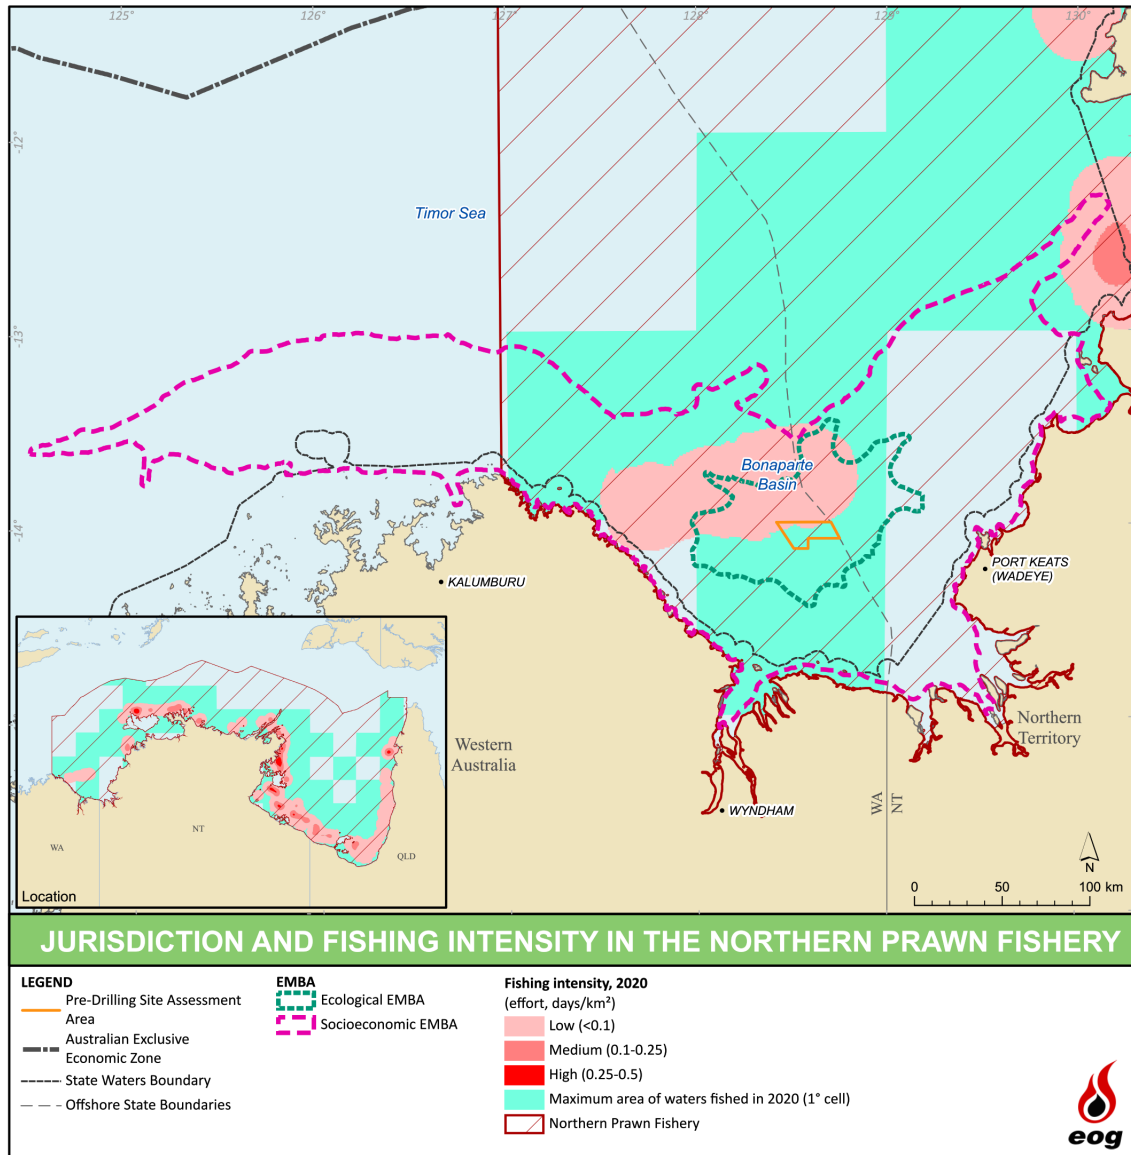 125°
126°
127°
128°
129°
130°
-12°
Timor Sea
-13°
Bonaparte
Basin
-14°
KALUMBURU
PORT KEATS
(WADEYE)
Northern
Territory
Western
Australia
WA
NT
WYNDHAM
NT
WA
QLD
Location
N
0
50
100 km
JURISDICTION AND FISHING INTENSITY IN THE NORTHERN PRAWN FISHERY
LEGEND
Pre-Drilling Site Assessment
Area
Australian Exclusive
Economic Zone
State Waters Boundary
Offshore State Boundaries
EMBA
Ecological EMBA
Socioeconomic EMBA
Fishing intensity, 2020
(effort, days/km²)
Low (<0.1)
Medium (0.1-0.25)
High (0.25-0.5)
Maximum area of waters fished in 2020 (1° cell)
Northern Prawn Fishery
eog